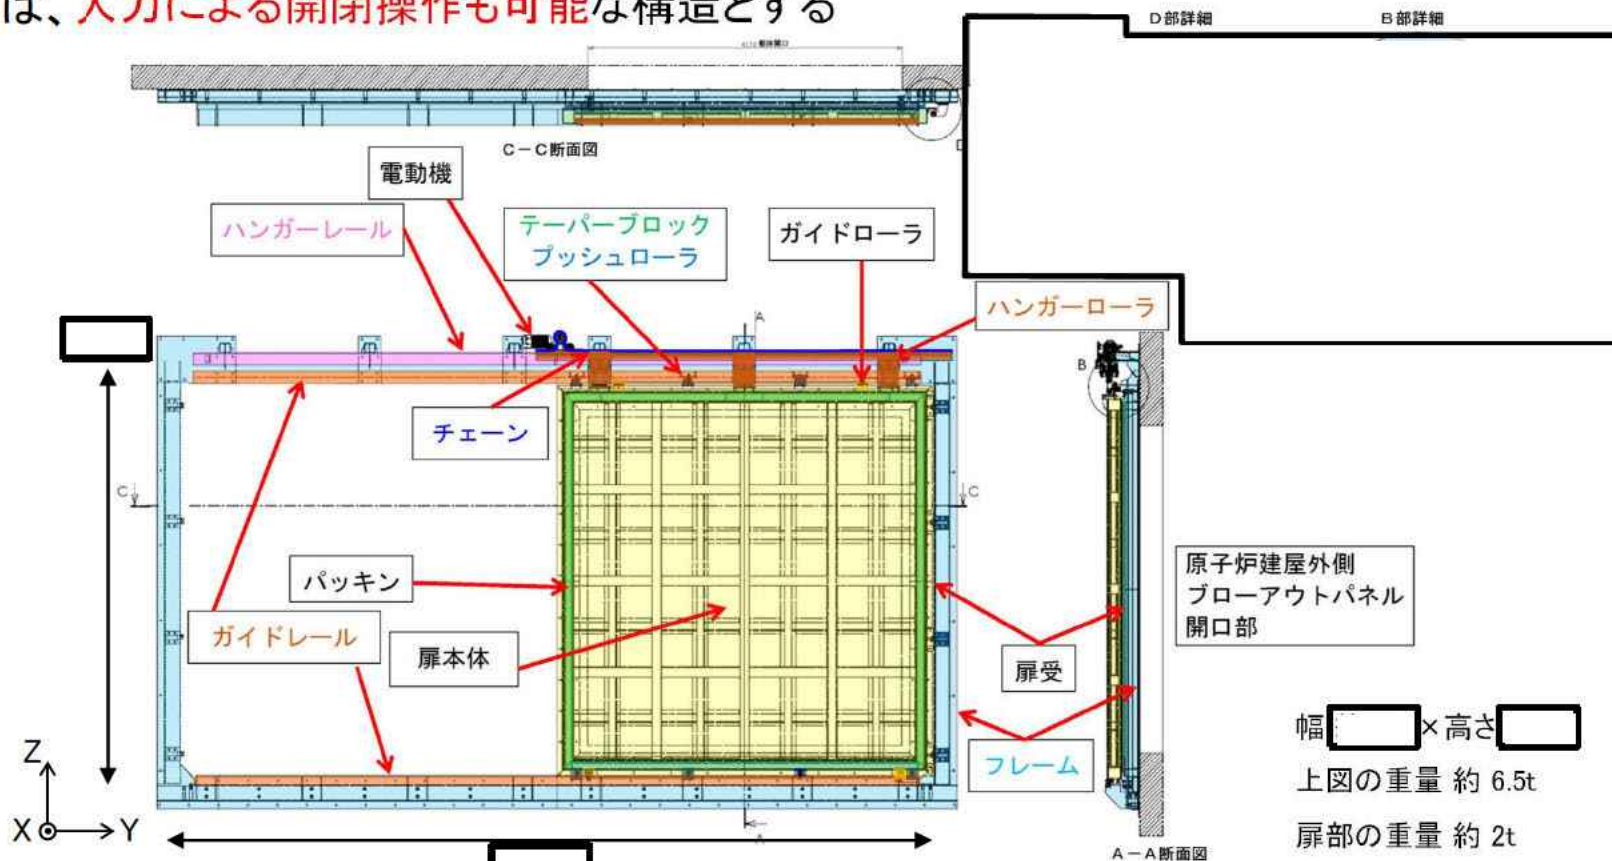 は、人力による開閉操作も可能な構造とする
D部詳細
B部詳細
C－C断面図
D
電動機
ハンガーレール
テーパーブロック
プッシュローラ
ガイドローラ
ハンガーローラ
A
B
チェーン
C
C
パッキン
ガイドレール
扉本体
扉受
フレーム
原子炉建屋外側
ブローアウトパネル
開口部
幅 ×高さ
上図の重量 約 6.5t
扉部の重量 約 2t
Z
X
Y
A
A－A断面図